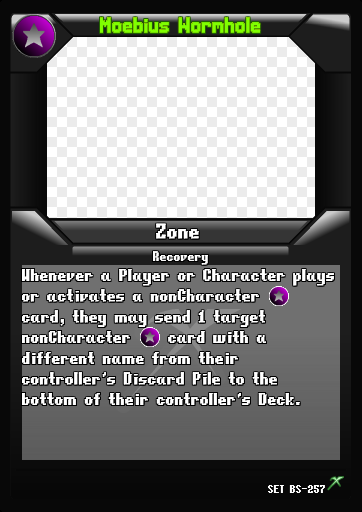 Moebius Wormhole
Zone
Recovery
Whenever a Player or Character plays
or activates a nonCharacter
card, they may send 1 target
nonCharacter card with a
different name from their
controller's Discard Pile to the
bottom of their controller's Deck.
SET BS-257